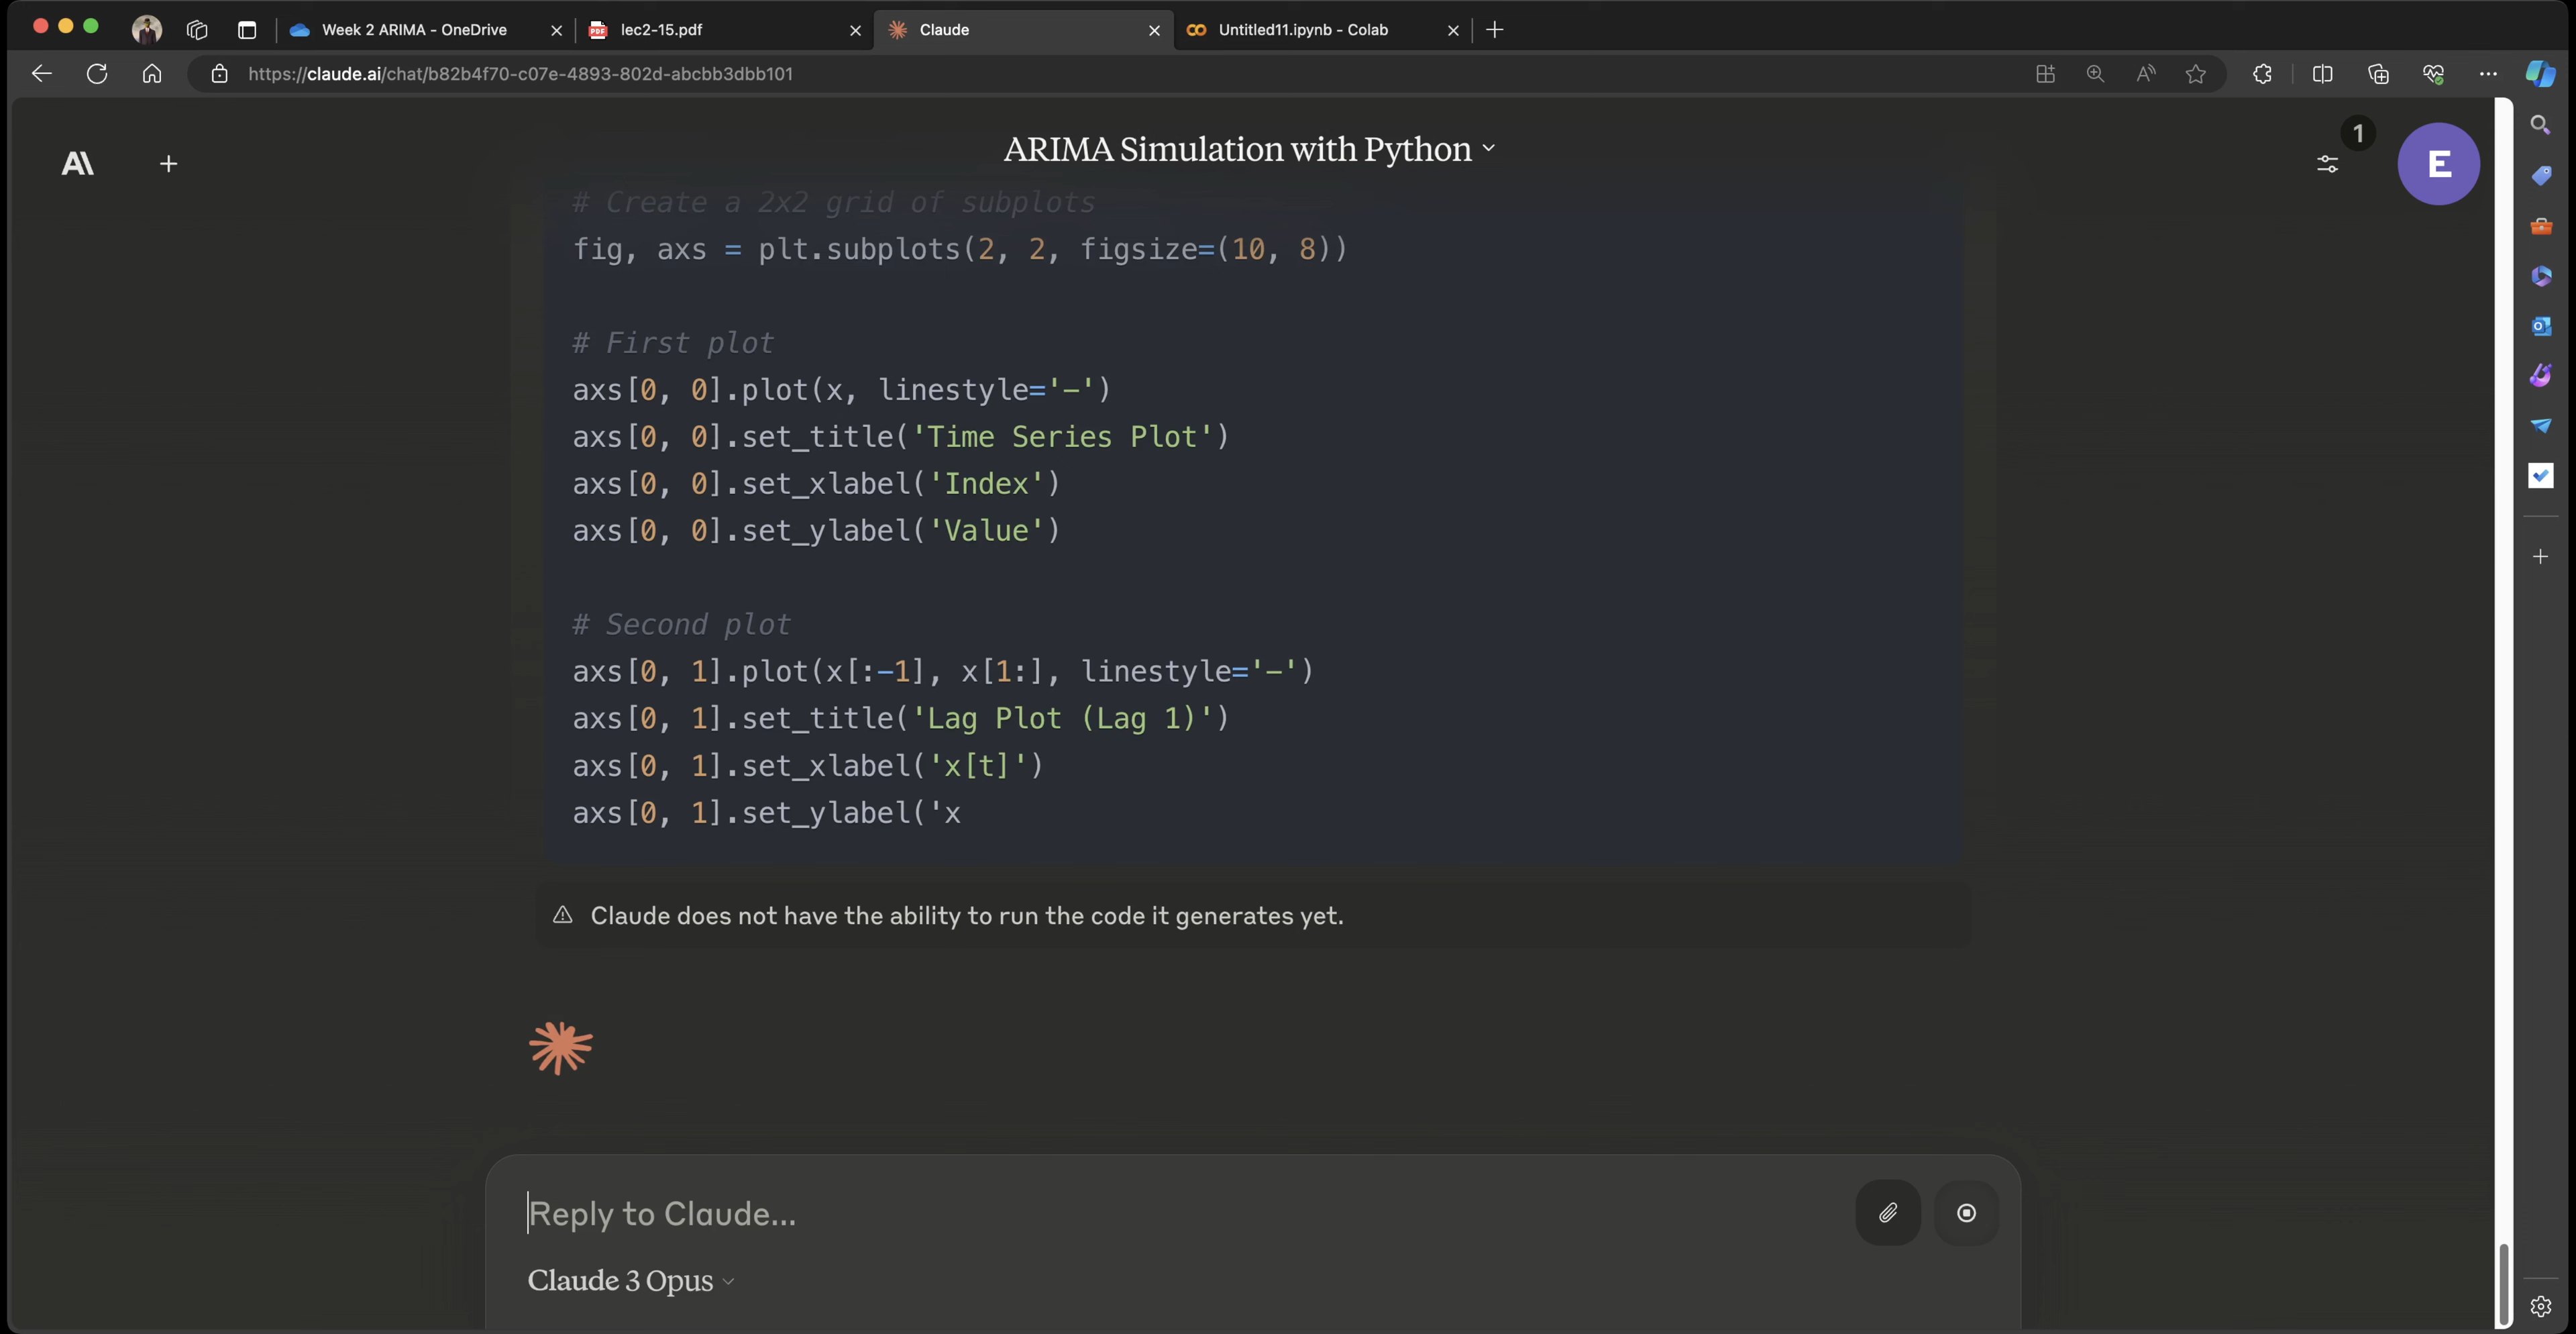 Week 2 ARIMA - OneDrive
lec2-15.pdf
Claude
Untitled11.ipynb - Colab
https://claude.ai/chat/b82b4f70-c07e-4893-802d-abcbb3dbb101
ARIMA Simulation with Python
1
E
# Create a 2x2 grid of subplots
fig, axs = plt.subplots(2, 2, figsize=(10, 8))
# First plot
axs[0, 0].plot(x, linestyle='-')
axs[0, 0].set_title('Time Series Plot')
axs[0, 0].set_xlabel('Index')
axs[0, 0].set_ylabel('Value')
# Second plot
axs[0, 1].plot(x[:-1], x[1:], linestyle='-')
axs[0, 1].set_title('Lag Plot (Lag 1)')
axs[0, 1].set_xlabel('x[t]')
axs[0, 1].set_ylabel('x
Claude does not have the ability to run the code it generates yet.
Reply to Claude...
Claude 3 Opus